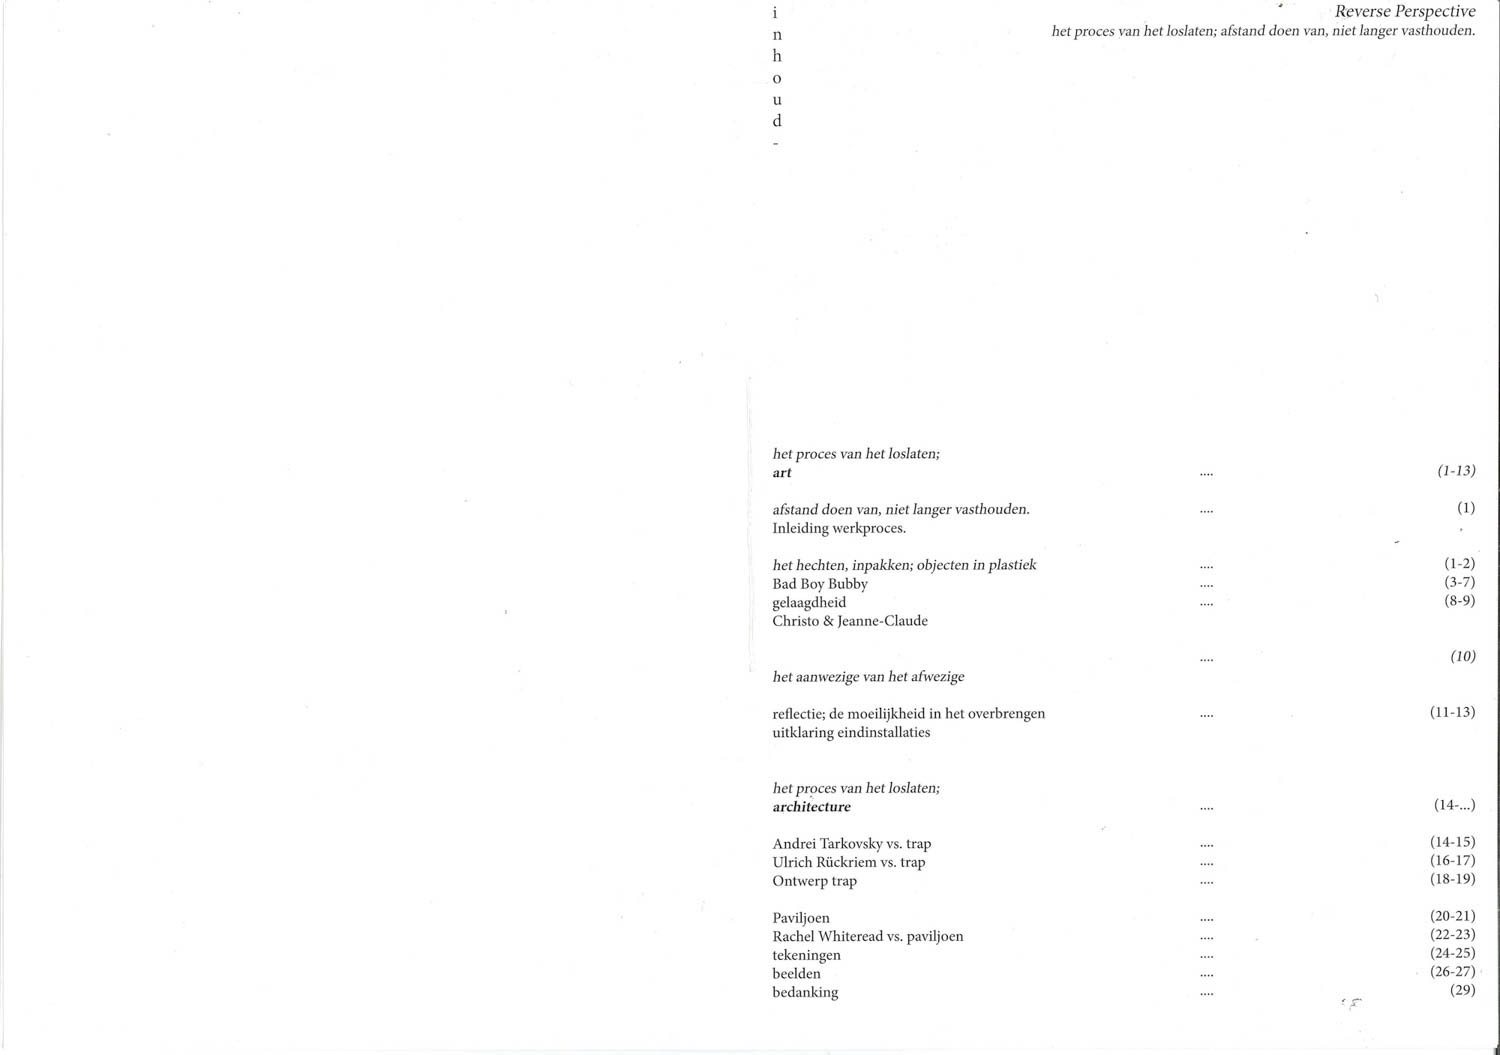 i
n
h
o
u
d
-
Reverse Perspective
het proces van het loslaten; afstand doen van, niet langer vasthouden.
het proces van het loslaten;
art .... (1-13)
afstand doen van, niet langer vasthouden. .... (1)
Inleiding werkproces.
het hechten, inpakken; objecten in plastiek .... (1-2)
Bad Boy Bubby .... (3-7)
gelaagdheid .... (8-9)
Christo & Jeanne-Claude
.... (10)
het aanwezige van het afwezige
reflectie; de moeilijkheid in het overbrengen .... (11-13)
uitklaring eindinstallaties
het proces van het loslaten;
architecture .... (14-...)
Andrei Tarkovsky vs. trap .... (14-15)
Ulrich Rückriem vs. trap .... (16-17)
Ontwerp trap .... (18-19)
Paviljoen .... (20-21)
Rachel Whiteread vs. paviljoen .... (22-23)
tekeningen .... (24-25)
beelden .... (26-27)
bedanking .... (29)